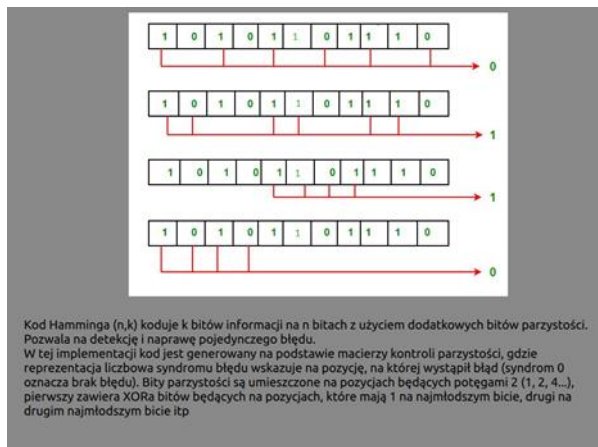 1 0 1 0 1 1 0 1 1 1 0
0
1 0 1 0 1 1 0 1 1 1 0
1
1 0 1 0 1 1 0 1 1 1 0
1
1 0 1 0 1 1 0 1 1 1 0
0
Kod Hamminga (n,k) koduje k bitów informacji na n bitach z użyciem dodatkowych bitów parzystości.
Pozwala na detekcję i naprawę pojedynczego błędu.
W tej implementacji kod jest generowany na podstawie macierzy kontroli parzystości, gdzie
reprezentacja liczbowa syndromu błędu wskazuje na pozycję, na której wystąpił błąd (syndrom 0
oznacza brak błędu). Bity parzystości są umieszczone na pozycjach będących potęgami 2 (1, 2, 4...),
pierwszy zawiera XORa bitów będących na pozycjach, które mają 1 na najmłodszym bicie, drugi na
drugim najmłodszym bicie itp